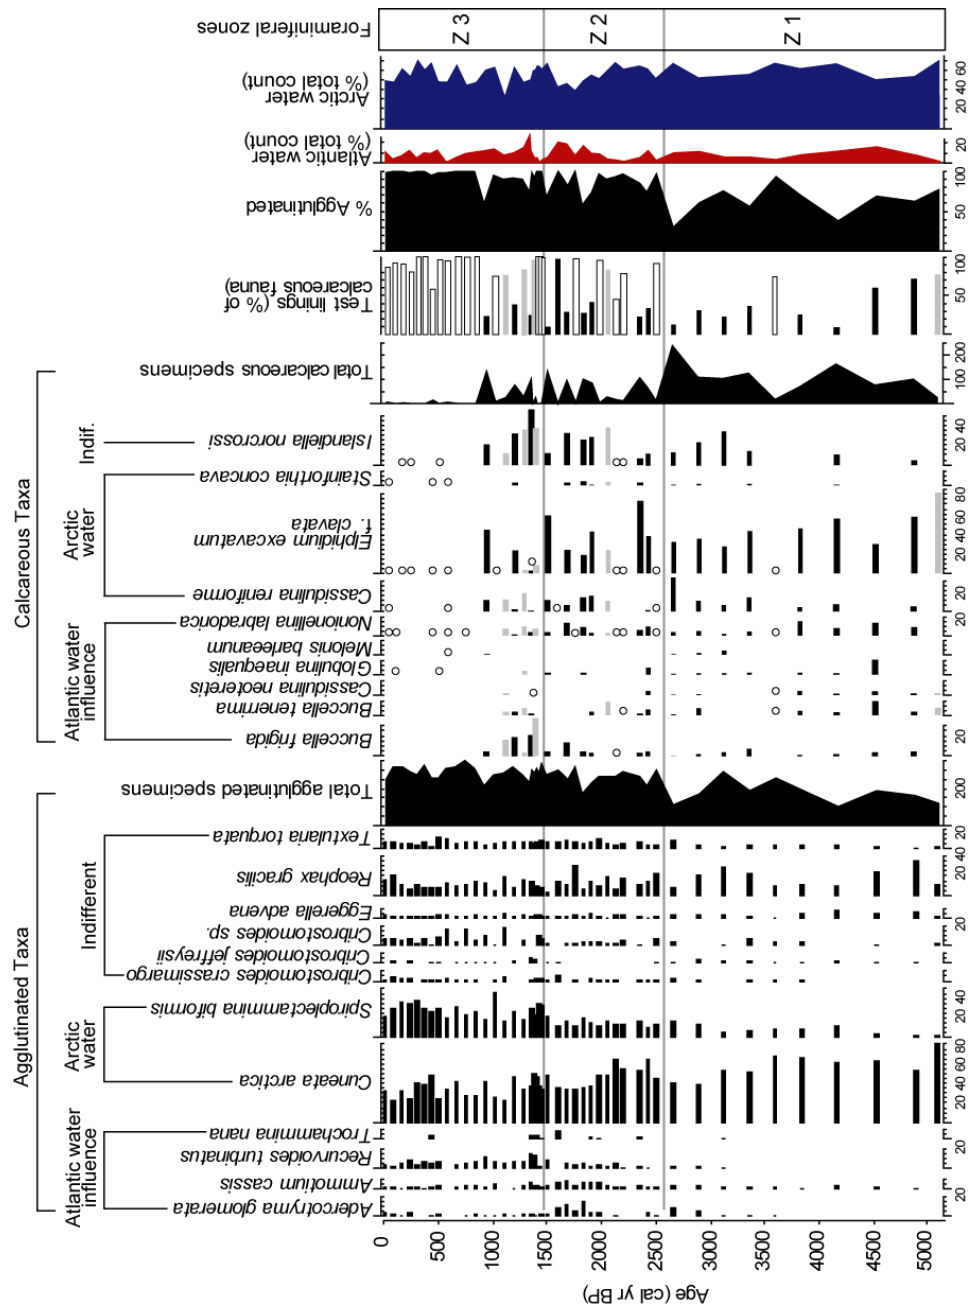 Foraminiferal zones
Z 3
Z 2
Z 1
Arctic water
(% total count)
20
40
60
Atlantic water
(% total count)
20
% Agglutinated
50
100
Test linings (% of
calcareous fauna)
50
100
Calcareous Taxa
Total calcareous specimens
100
200
Indif.
Islandiella norcrossi
20
40
Arctic
water
Stainforthia concava
Elphidium excavatum
f. clavata
20
40
60
80
Cassidulina reniforme
20
Atlantic water
influence
Nonionellina labradorica
20
Melonis barleeanum
Globulina inaequalis
Cassidulina neoteretis
Buccella tenerrima
Buccella frigida
20
Agglutinated Taxa
Total agglutinated specimens
200
Indifferent
Textularia torquata
20
Reophax gracilis
20
40
Eggerella advena
Cribrostomoides sp.
20
Cribrostomoides jeffreysii
Cribrostomoides crassimargo
Arctic
water
Spiroplectammina biformis
20
40
Cuneata arctica
20
40
60
80
Atlantic water
influence
Trochammina nana
Recurvoides turbinatus
20
Ammotium cassis
Adercotryma glomerata
20
0
500
1000
1500
2000
2500
3000
3500
4000
4500
5000
Age (cal yr BP)